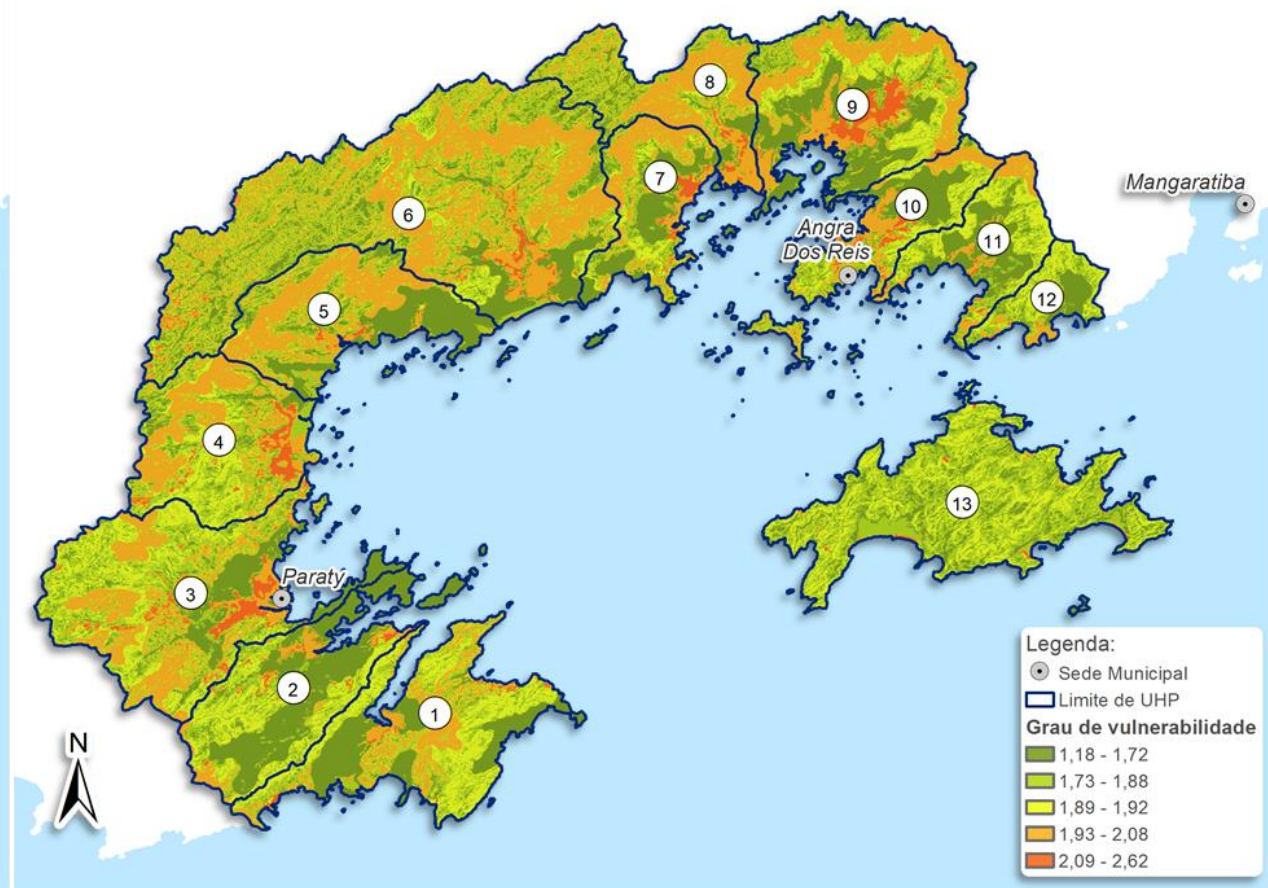 8
9
Mangaratiba
7
6
10
Angra
Dos Reis
11
5
12
4
13
Paratý
3
2
1
N
Legenda:
Sede Municipal
Limite de UHP
Grau de vulnerabilidade
1,18 - 1,72
1,73 - 1,88
1,89 - 1,92
1,93 - 2,08
2,09 - 2,62